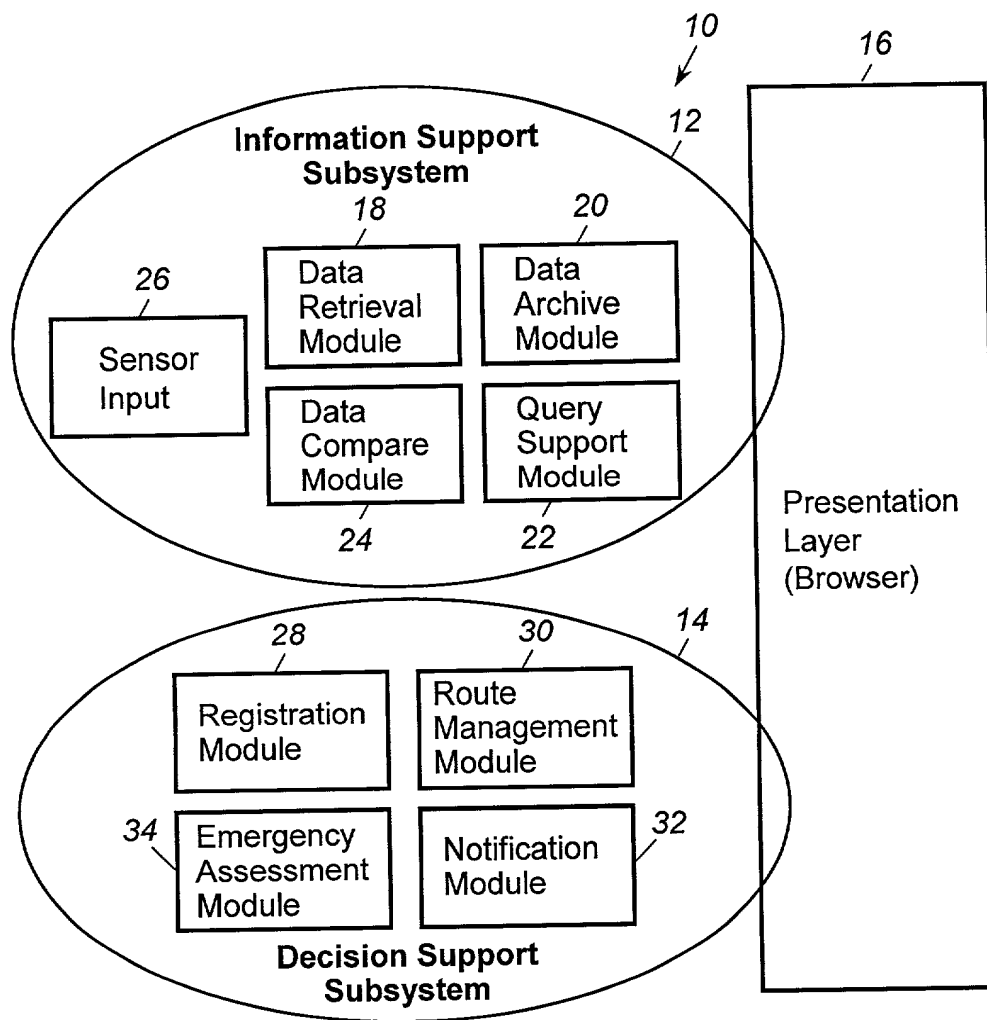 10
16
12
Information Support
Subsystem
18
20
26
Data
Retrieval
Module
Data
Archive
Module
Sensor
Input
Data
Compare
Module
Query
Support
Module
24
22
Presentation
Layer
(Browser)
14
28
30
Registration
Module
Route
Management
Module
34
Emergency
Assessment
Module
Notification
Module
32
Decision Support
Subsystem